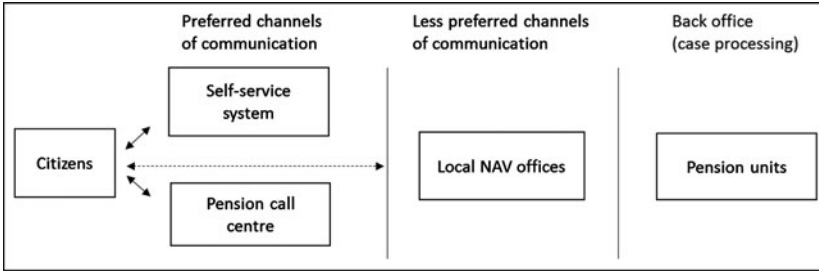 Preferred channels
of communication
Less preferred channels
of communication
Back office
(case processing)
Self-service
system
Citizens
Local NAV offices
Pension units
Pension call
centre